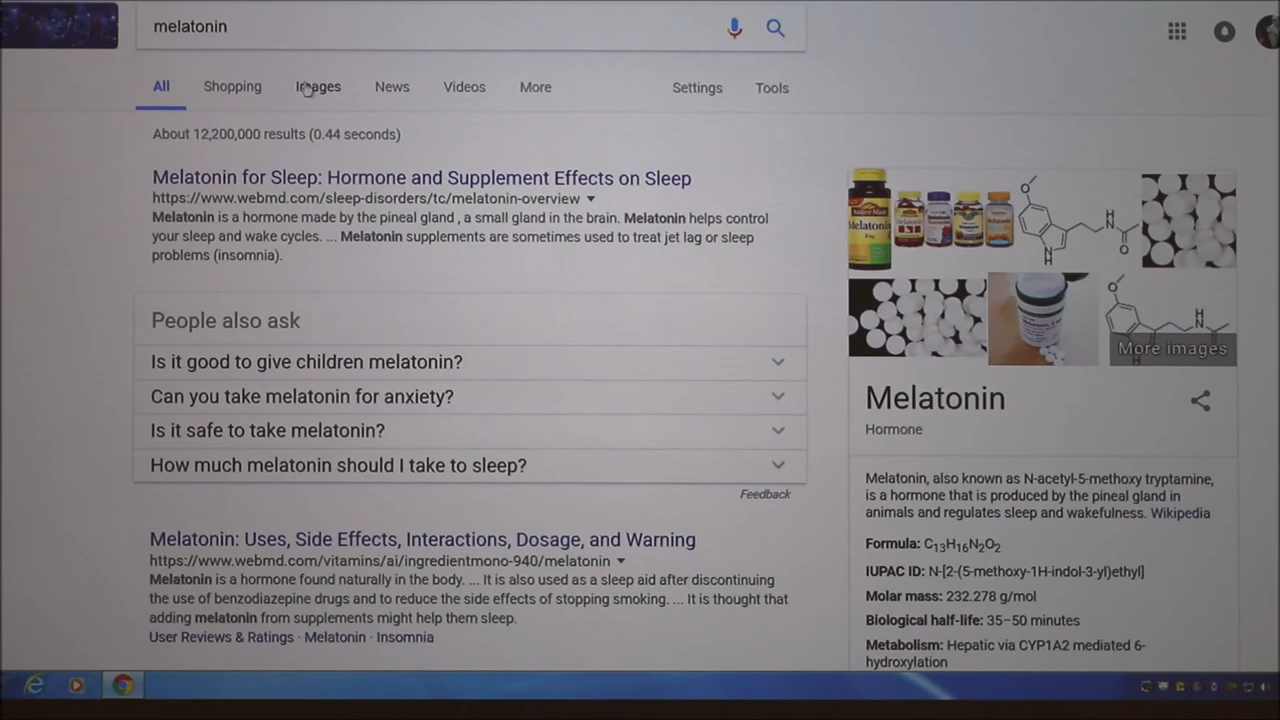 melatonin
All Shopping Images News Videos More Settings Tools
About 12,200,000 results (0.44 seconds)
Melatonin for Sleep: Hormone and Supplement Effects on Sleep
https://www.webmd.com/sleep-disorders/tc/melatonin-overview
Melatonin is a hormone made by the pineal gland , a small gland in the brain. Melatonin helps control
your sleep and wake cycles. ... Melatonin supplements are sometimes used to treat jet lag or sleep
problems (insomnia).
People also ask
Is it good to give children melatonin?
Can you take melatonin for anxiety?
Is it safe to take melatonin?
How much melatonin should I take to sleep?
Feedback
Melatonin: Uses, Side Effects, Interactions, Dosage, and Warning
https://www.webmd.com/vitamins/ai/ingredientmono-940/melatonin
Melatonin is a hormone found naturally in the body. ... It is also used as a sleep aid after discontinuing
the use of benzodiazepine drugs and to reduce the side effects of stopping smoking. ... It is thought that
adding melatonin from supplements might help them sleep.
User Reviews & Ratings · Melatonin · Insomnia
Melatonin
O
HN
O
HN
O
HN
More images
Melatonin
Hormone
Melatonin, also known as N-acetyl-5-methoxy tryptamine,
is a hormone that is produced by the pineal gland in
animals and regulates sleep and wakefulness. Wikipedia
Formula: C₁₃H₁₆N₂O₂
IUPAC ID: N-[2-(5-methoxy-1H-indol-3-yl)ethyl]
Molar mass: 232.278 g/mol
Biological half-life: 35–50 minutes
Metabolism: Hepatic via CYP1A2 mediated 6-
hydroxylation